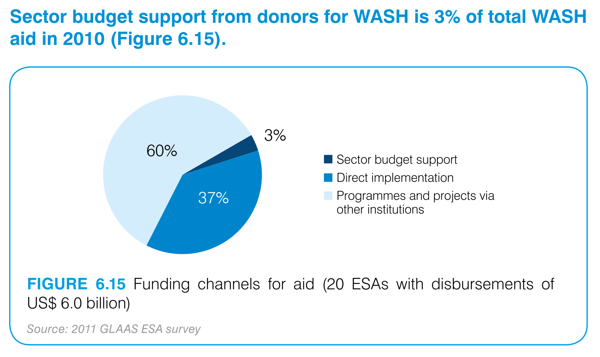 Sector budget support from donors for WASH is 3% of total WASH
aid in 2010 (Figure 6.15).
60%
3%
37%
Sector budget support
Direct implementation
Programmes and projects via
other institutions
FIGURE 6.15 Funding channels for aid (20 ESAs with disbursements of
US$ 6.0 billion)
Source: 2011 GLAAS ESA survey